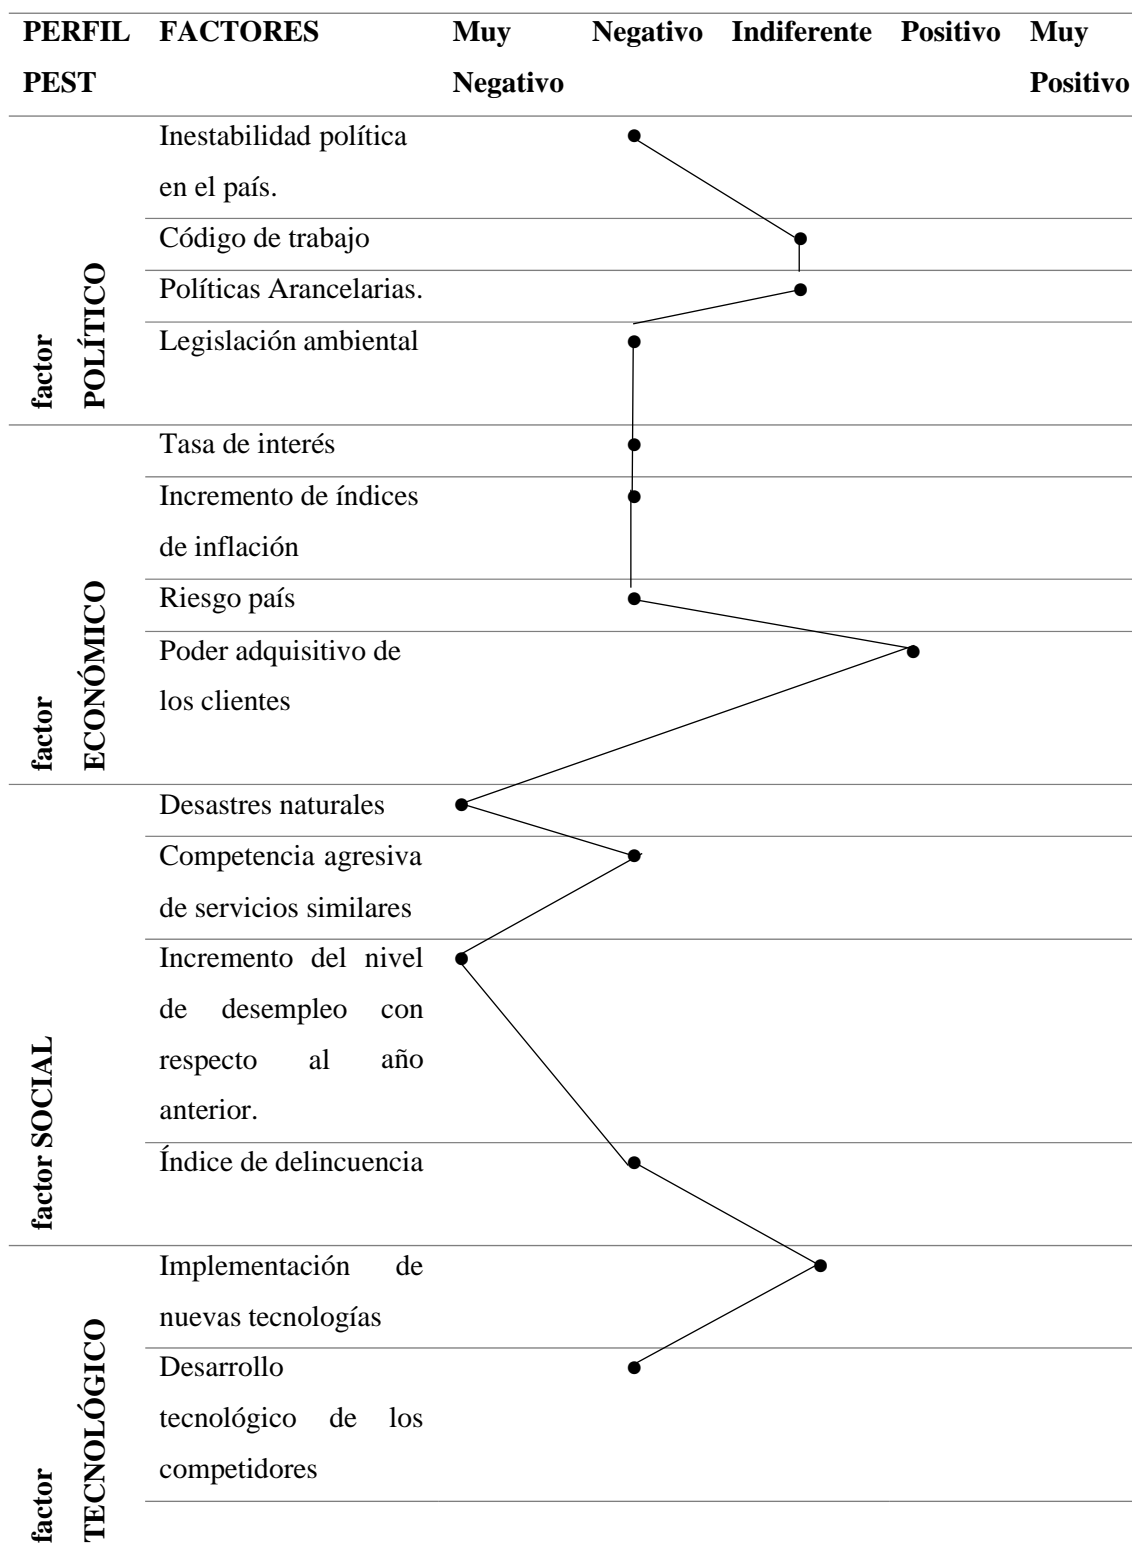 PERFIL FACTORES Muy Negativo Indiferente Positivo Muy
PEST Negativo Positivo
factor
POLÍTICO
Inestabilidad política
en el país.
Código de trabajo
Políticas Arancelarias.
Legislación ambiental
factor
ECONÓMICO
Tasa de interés
Incremento de índices
de inflación
Riesgo país
Poder adquisitivo de
los clientes
factor SOCIAL
Desastres naturales
Competencia agresiva
de servicios similares
Incremento del nivel
de desempleo con
respecto al año
anterior.
Índice de delincuencia
factor
TECNOLÓGICO
Implementación de
nuevas tecnologías
Desarrollo
tecnológico de los
competidores